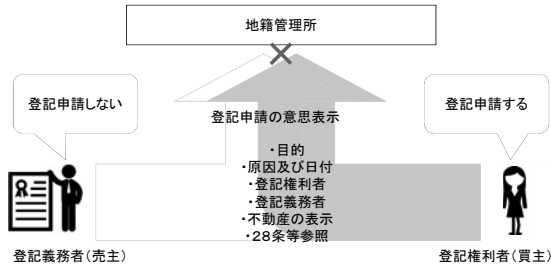 地籍管理所
登記申請しない
登記申請する
登記申請の意思表示
・目的
・原因及び日付
・登記権利者
・登記義務者
・不動産の表示
・28条等参照
登記義務者(売主)
登記権利者(買主)